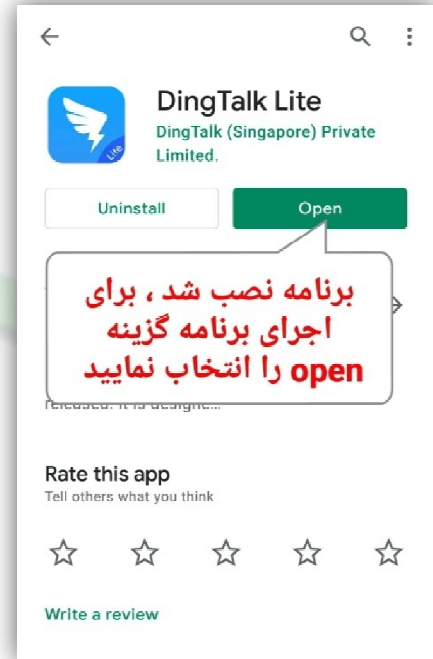 DingTalk Lite
DingTalk (Singapore) Private
Limited.
Lite
Uninstall
Open
برنامه نصب شد ، برای
اجرای برنامه گزینه
open را انتخاب نمایید
released. It is designe...
Rate this app
Tell others what you think
Write a review